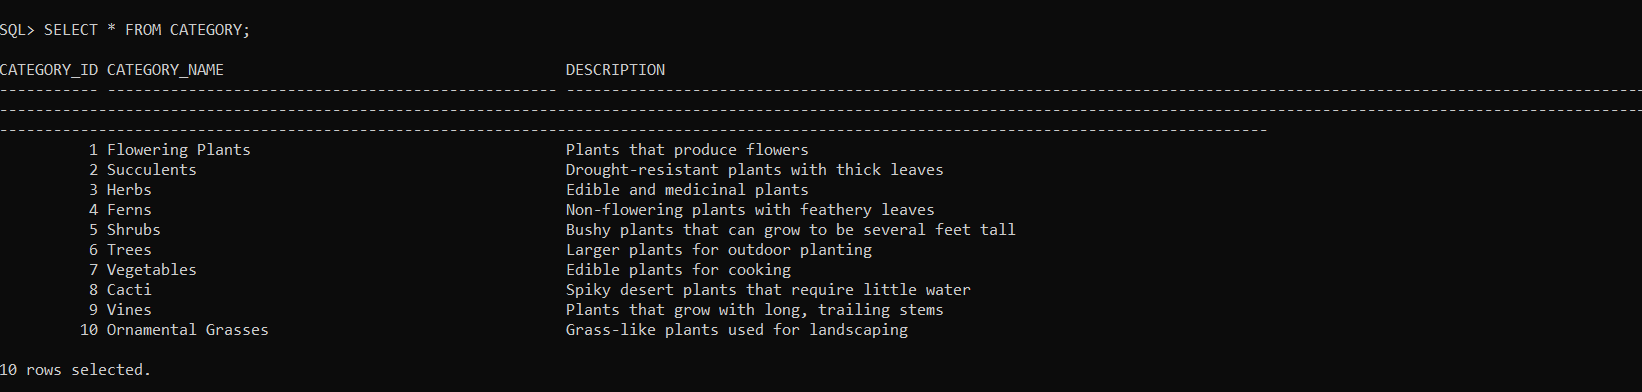 SQL> SELECT * FROM CATEGORY;
CATEGORY_ID CATEGORY_NAME                                      DESCRIPTION
----------- -------------------------------------------------- ------------------------------------------------------------------------------------------------------------------------
----------------------------------------------------------------------------------------------------------------------------------------------------------------------------------------
---------------------------------------------------------------------------------------------------------------------------------------------
          1 Flowering Plants                                   Plants that produce flowers
          2 Succulents                                         Drought-resistant plants with thick leaves
          3 Herbs                                              Edible and medicinal plants
          4 Ferns                                              Non-flowering plants with feathery leaves
          5 Shrubs                                             Bushy plants that can grow to be several feet tall
          6 Trees                                              Larger plants for outdoor planting
          7 Vegetables                                         Edible plants for cooking
          8 Cacti                                              Spiky desert plants that require little water
          9 Vines                                              Plants that grow with long, trailing stems
         10 Ornamental Grasses                                 Grass-like plants used for landscaping
10 rows selected.